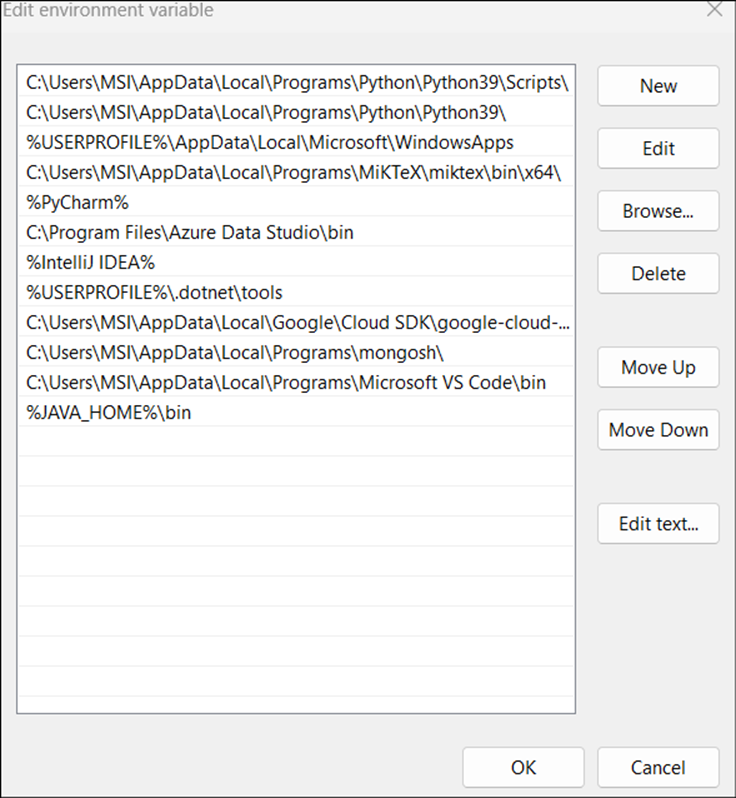 Edit environment variable
C:\Users\MSI\AppData\Local\Programs\Python\Python39\Scripts\
C:\Users\MSI\AppData\Local\Programs\Python\Python39\
%USERPROFILE%\AppData\Local\Microsoft\WindowsApps
C:\Users\MSI\AppData\Local\Programs\MiKTeX\miktex\bin\x64\
%PyCharm%
C:\Program Files\Azure Data Studio\bin
%IntelliJ IDEA%
%USERPROFILE%\.dotnet\tools
C:\Users\MSI\AppData\Local\Google\Cloud SDK\google-cloud-...
C:\Users\MSI\AppData\Local\Programs\mongosh\
C:\Users\MSI\AppData\Local\Programs\Microsoft VS Code\bin
%JAVA_HOME%\bin
New
Edit
Browse...
Delete
Move Up
Move Down
Edit text...
OK
Cancel